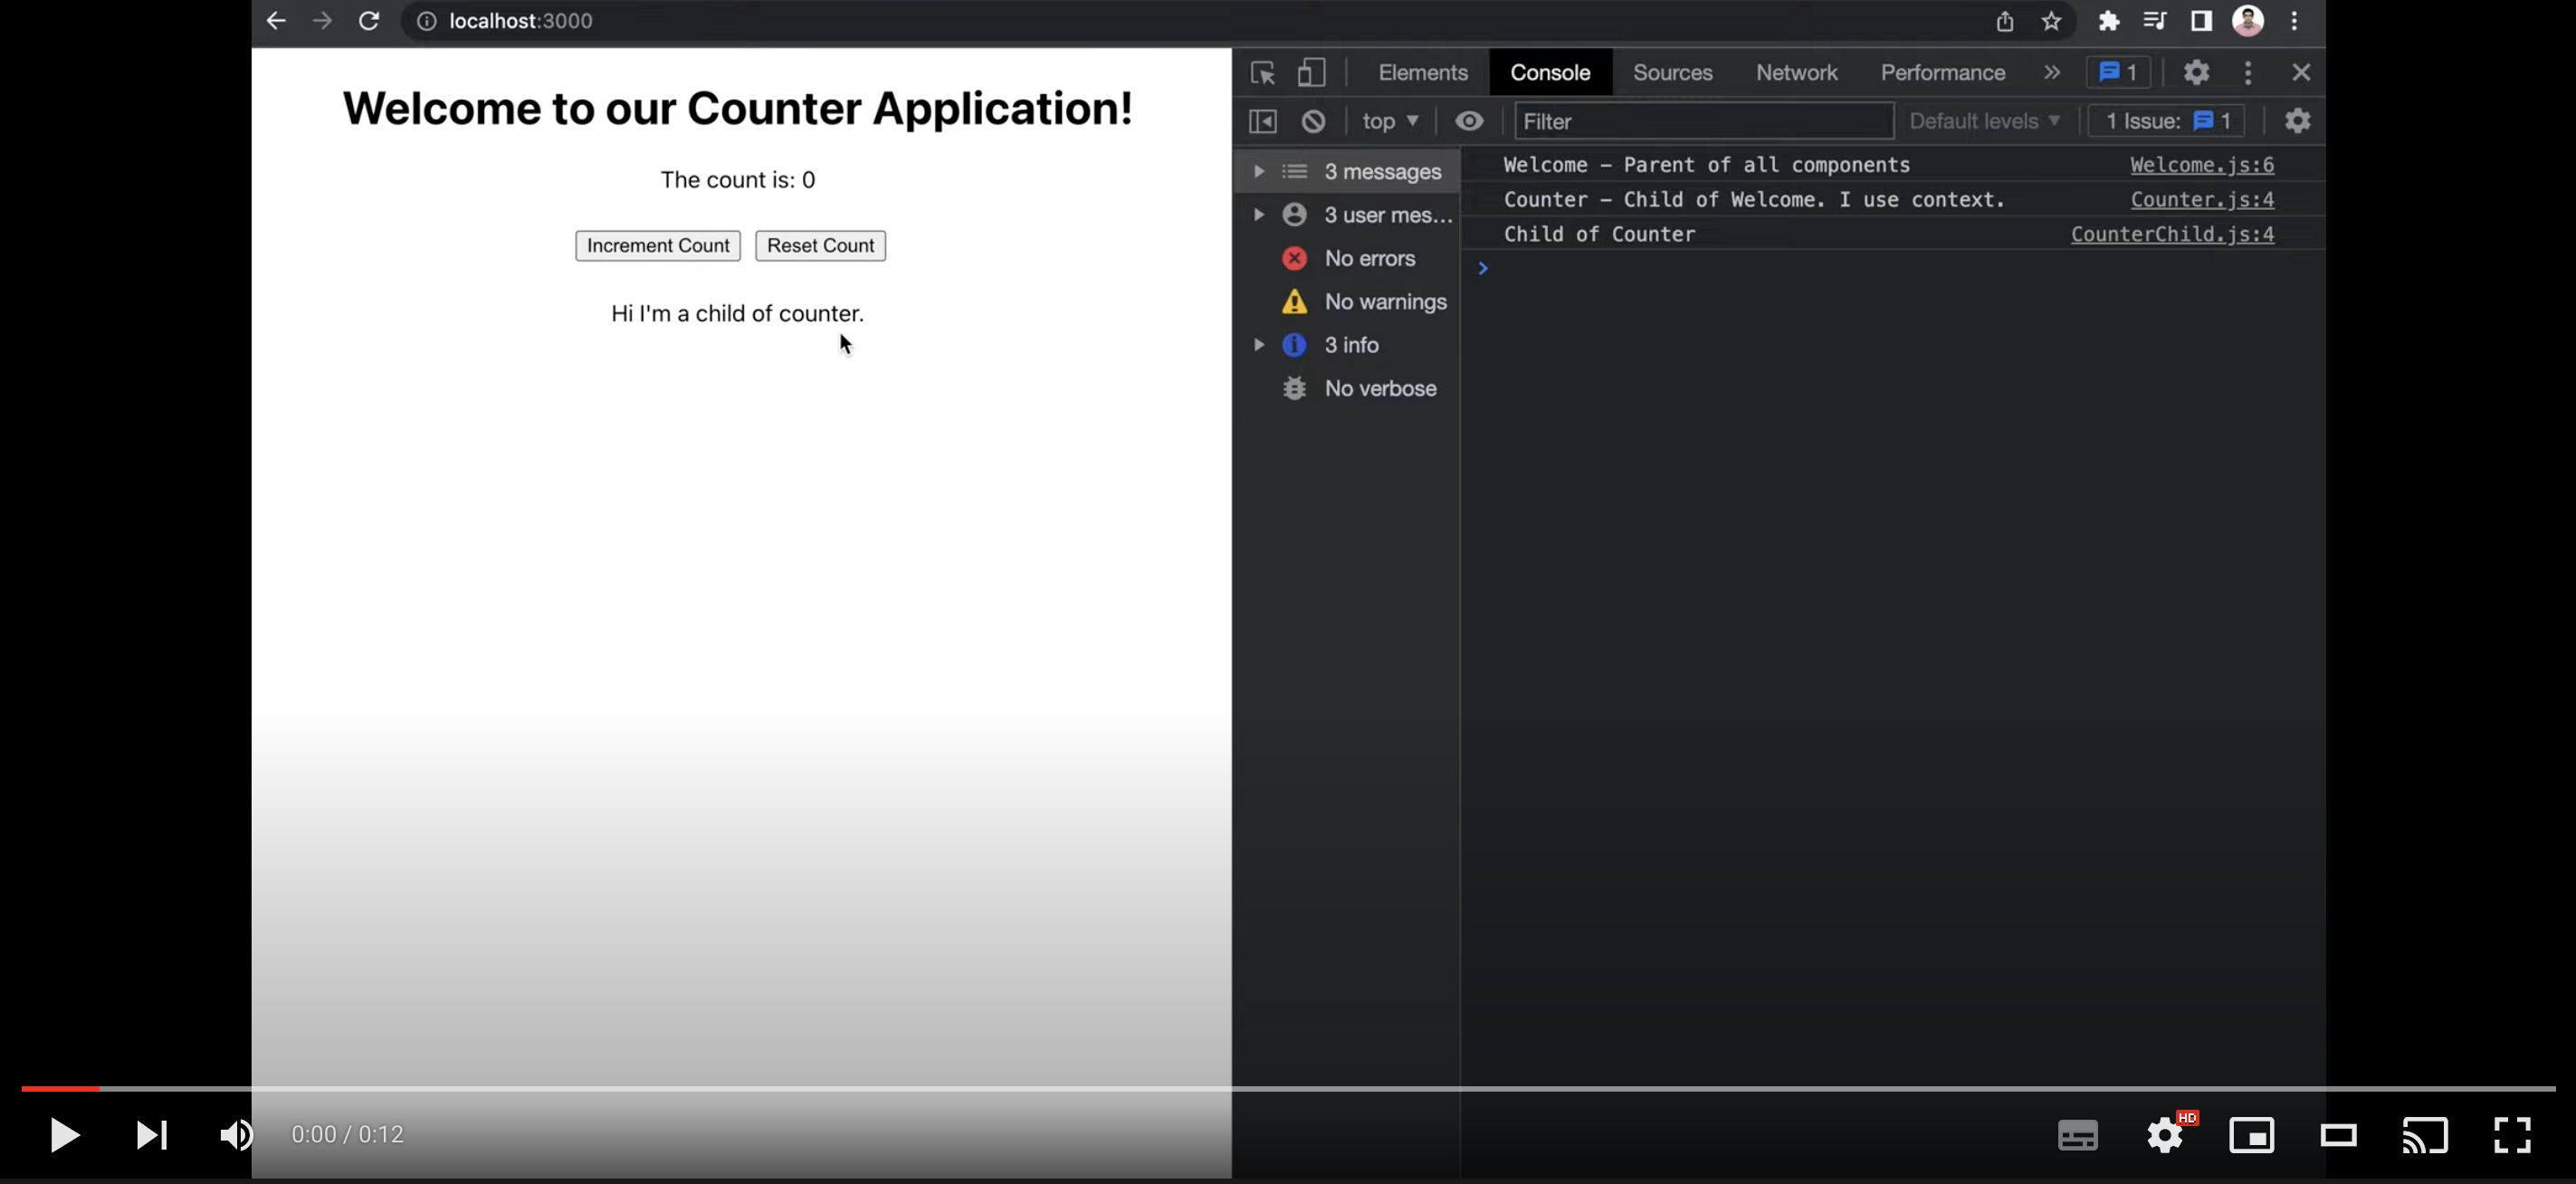 localhost:3000
Welcome to our Counter Application!
The count is: 0
Increment Count
Reset Count
Hi I'm a child of counter.
Elements
Console
Sources
Network
Performance
1
top
Filter
Default levels
1 Issue: 1
3 messages
3 user mes...
No errors
No warnings
3 info
No verbose
Welcome – Parent of all components Welcome.js:6
Counter – Child of Welcome. I use context. Counter.js:4
Child of Counter CounterChild.js:4
0:00 / 0:12
HD